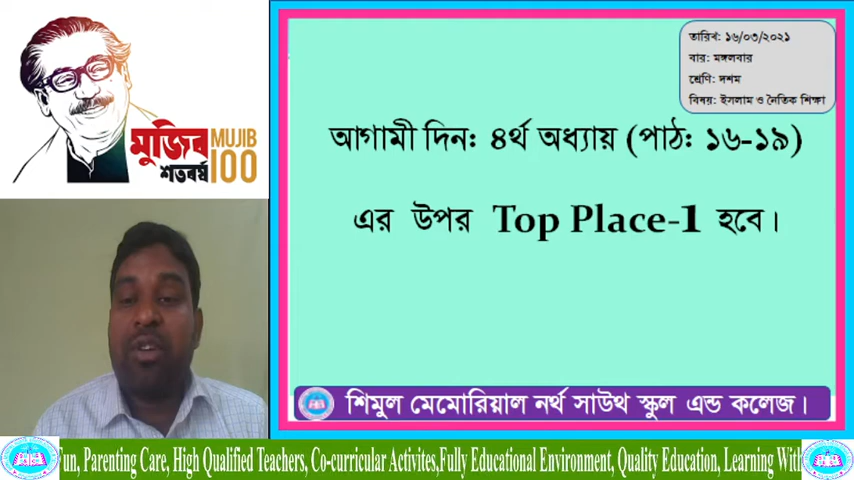 মুজিব
শতবর্ষ
MUJIB
100
তারিখ: ১৬/০৩/২০২১
বার: মঙ্গলবার
শ্রেণি: দশম
বিষয়: ইসলাম ও নৈতিক শিক্ষা
আগামী দিন: ৪র্থ অধ্যায় (পাঠ: ১৬-১৯)
এর উপর Top Place-1 হবে।
শিমুল মেমোরিয়াল নর্থ সাউথ স্কুল এন্ড কলেজ।
Fun, Parenting Care, High Qualified Teachers, Co-curricular Activites,Fully Educational Environment, Quality Education, Learning With